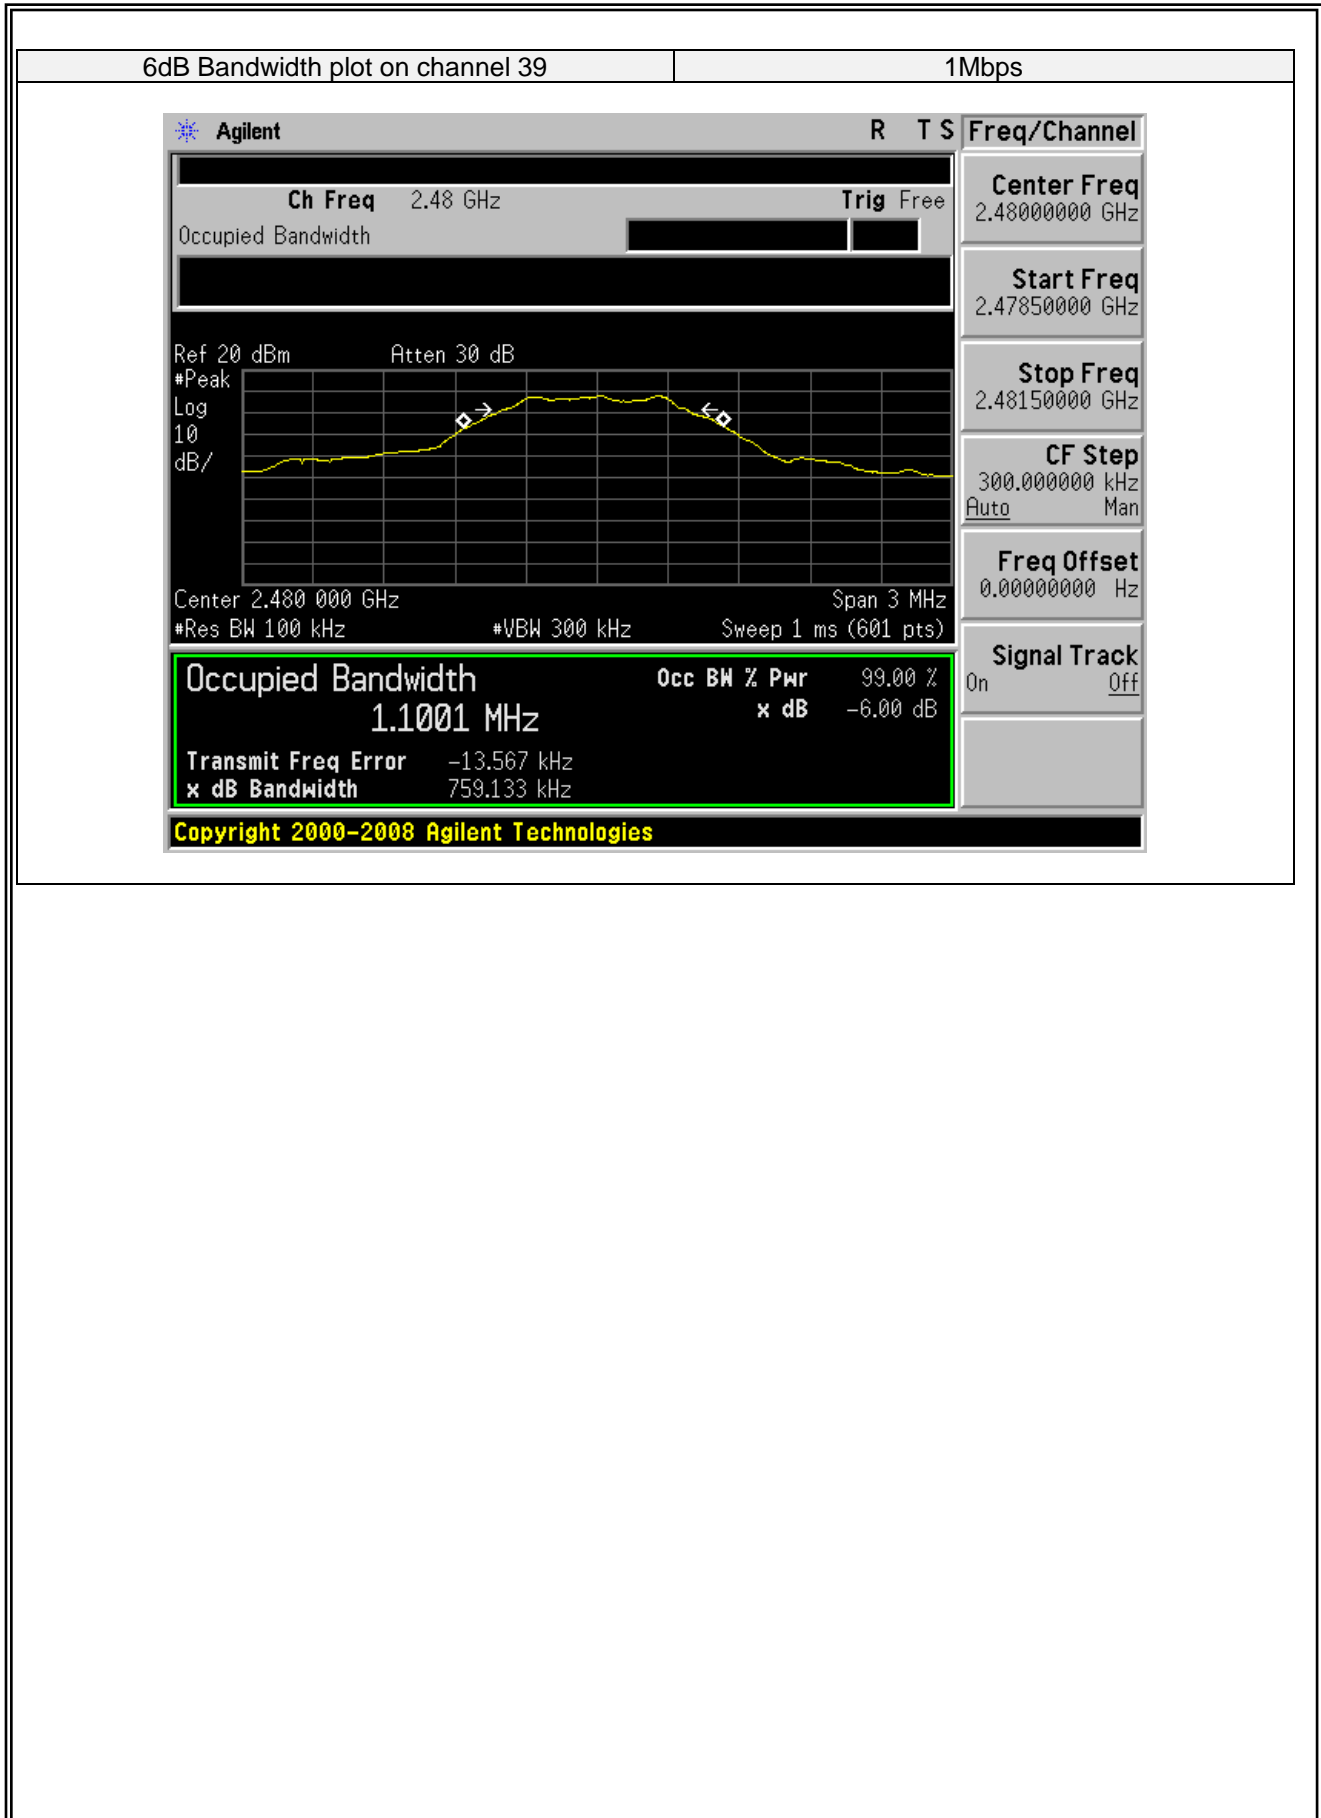 6dB Bandwidth plot on channel 39 1Mbps
Agilent R T S Freq/Channel
Ch Freq 2.48 GHz Trig Free
Occupied Bandwidth
Center Freq
2.48000000 GHz
Start Freq
2.47850000 GHz
Stop Freq
2.48150000 GHz
CF Step
300.000000 kHz
Auto Man
Freq Offset
0.00000000 Hz
Signal Track
On Off
Ref 20 dBm Atten 30 dB
#Peak
Log
10
dB/
Center 2.480 000 GHz Span 3 MHz
#Res BW 100 kHz #VBW 300 kHz Sweep 1 ms (601 pts)
Occupied Bandwidth Occ BW % Pwr 99.00 %
1.1001 MHz x dB -6.00 dB
Transmit Freq Error -13.567 kHz
x dB Bandwidth 759.133 kHz
Copyright 2000-2008 Agilent Technologies